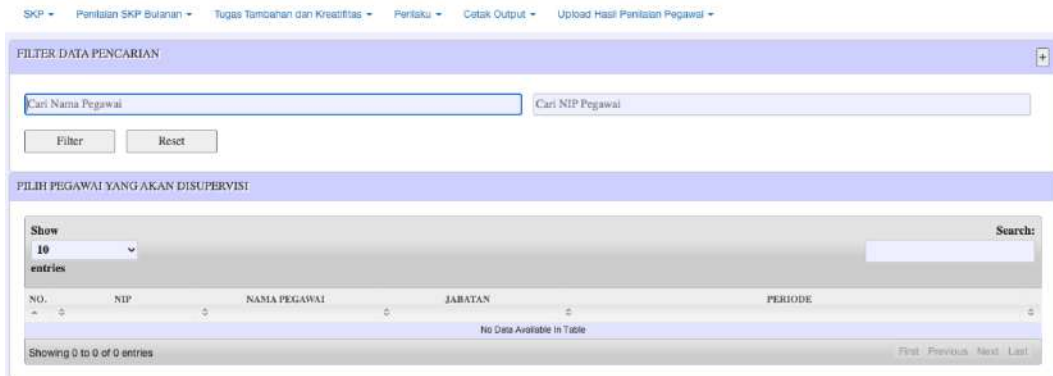 SKP Penilaian SKP Bulanan Tugas Tambahan dan Kreatifitas Perilaku Cetak Output Upload Hasil Penilaian Pegawai
FILTER DATA PENCARIAN
+
Cari Nama Pegawai Cari NIP Pegawai
Filter Reset
PILIH PEGAWAI YANG AKAN DISUPERVISI
Show Search:
10
entries
NO. NIP NAMA PEGAWAI JABATAN PERIODE
No Data Available In Table
Showing 0 to 0 of 0 entries First Previous Next Last